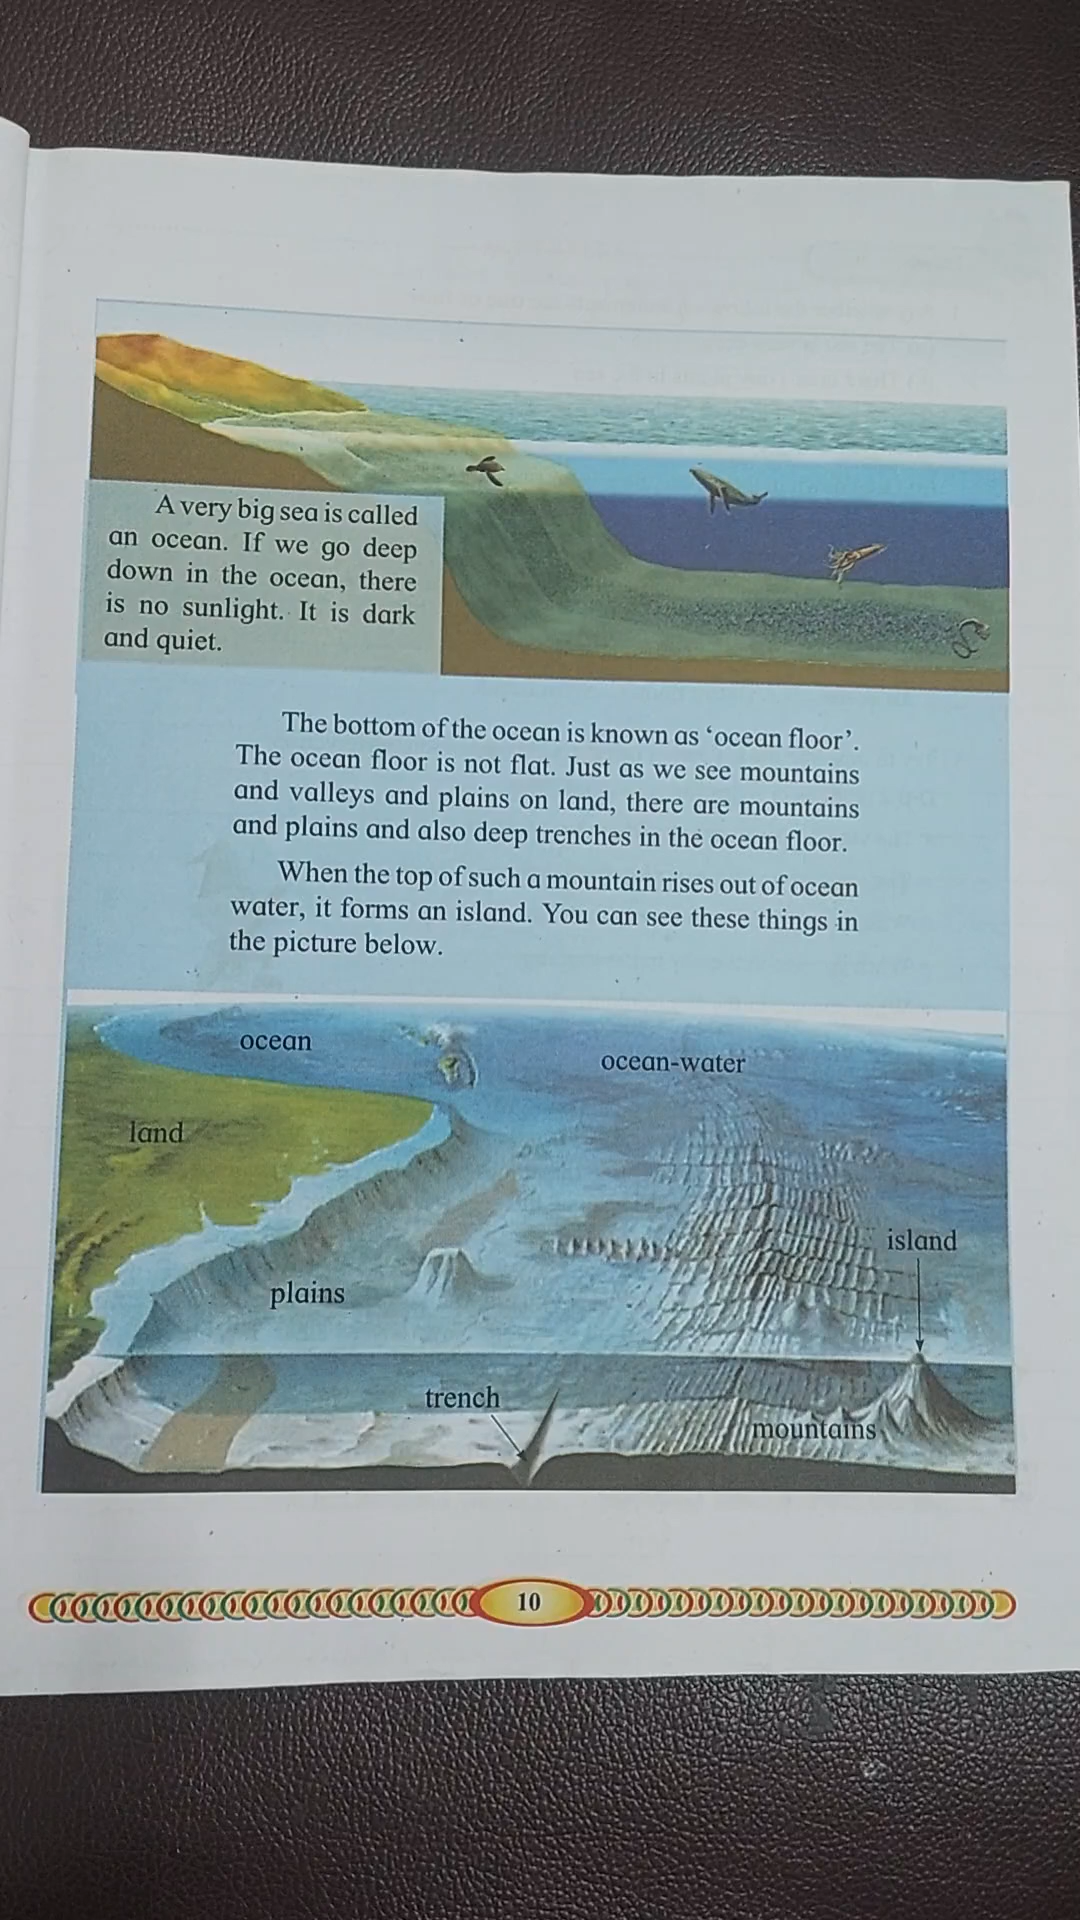 A very big sea is called
an ocean. If we go deep
down in the ocean, there
is no sunlight. It is dark
and quiet.
The bottom of the ocean is known as ‘ocean floor’.
The ocean floor is not flat. Just as we see mountains
and valleys and plains on land, there are mountains
and plains and also deep trenches in the ocean floor.
When the top of such a mountain rises out of ocean
water, it forms an island. You can see these things in
the picture below.
ocean
ocean-water
land
island
plains
trench
mountains
10